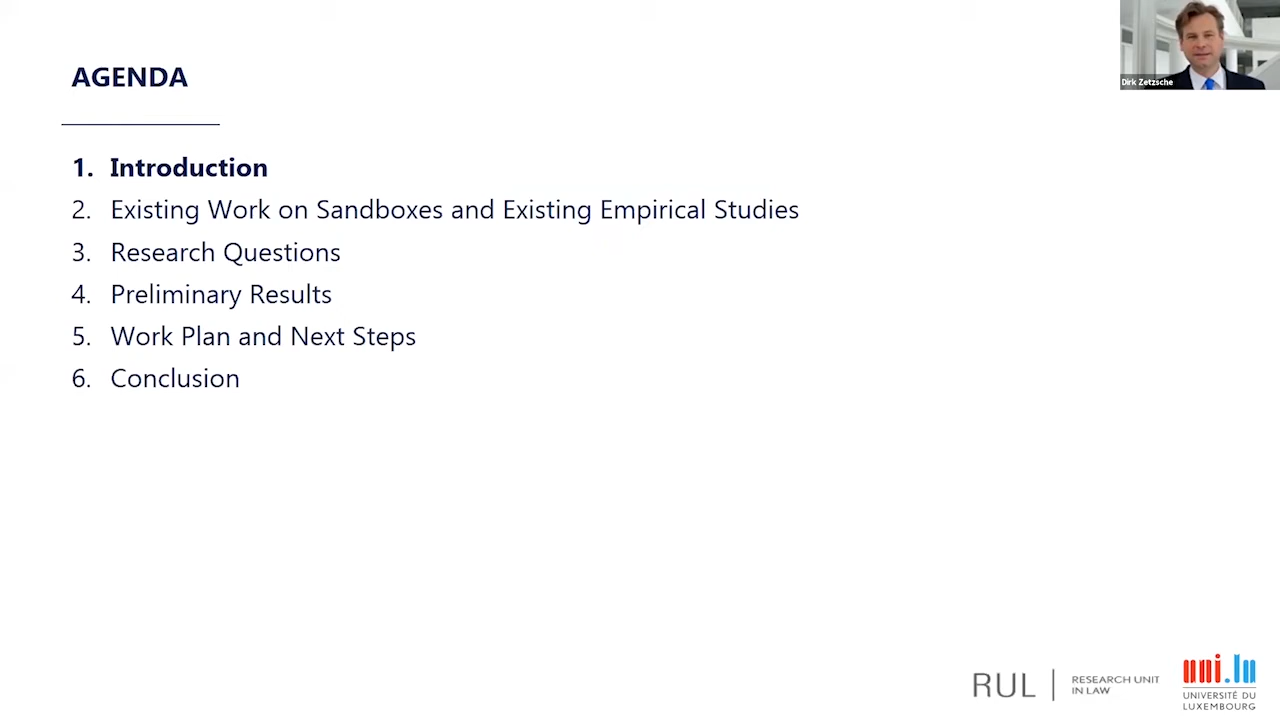 Dirk Zetzsche
AGENDA
1. Introduction
2. Existing Work on Sandboxes and Existing Empirical Studies
3. Research Questions
4. Preliminary Results
5. Work Plan and Next Steps
6. Conclusion
RUL
RESEARCH UNIT
IN LAW
uni.lu
UNIVERSITÉ DU
LUXEMBOURG